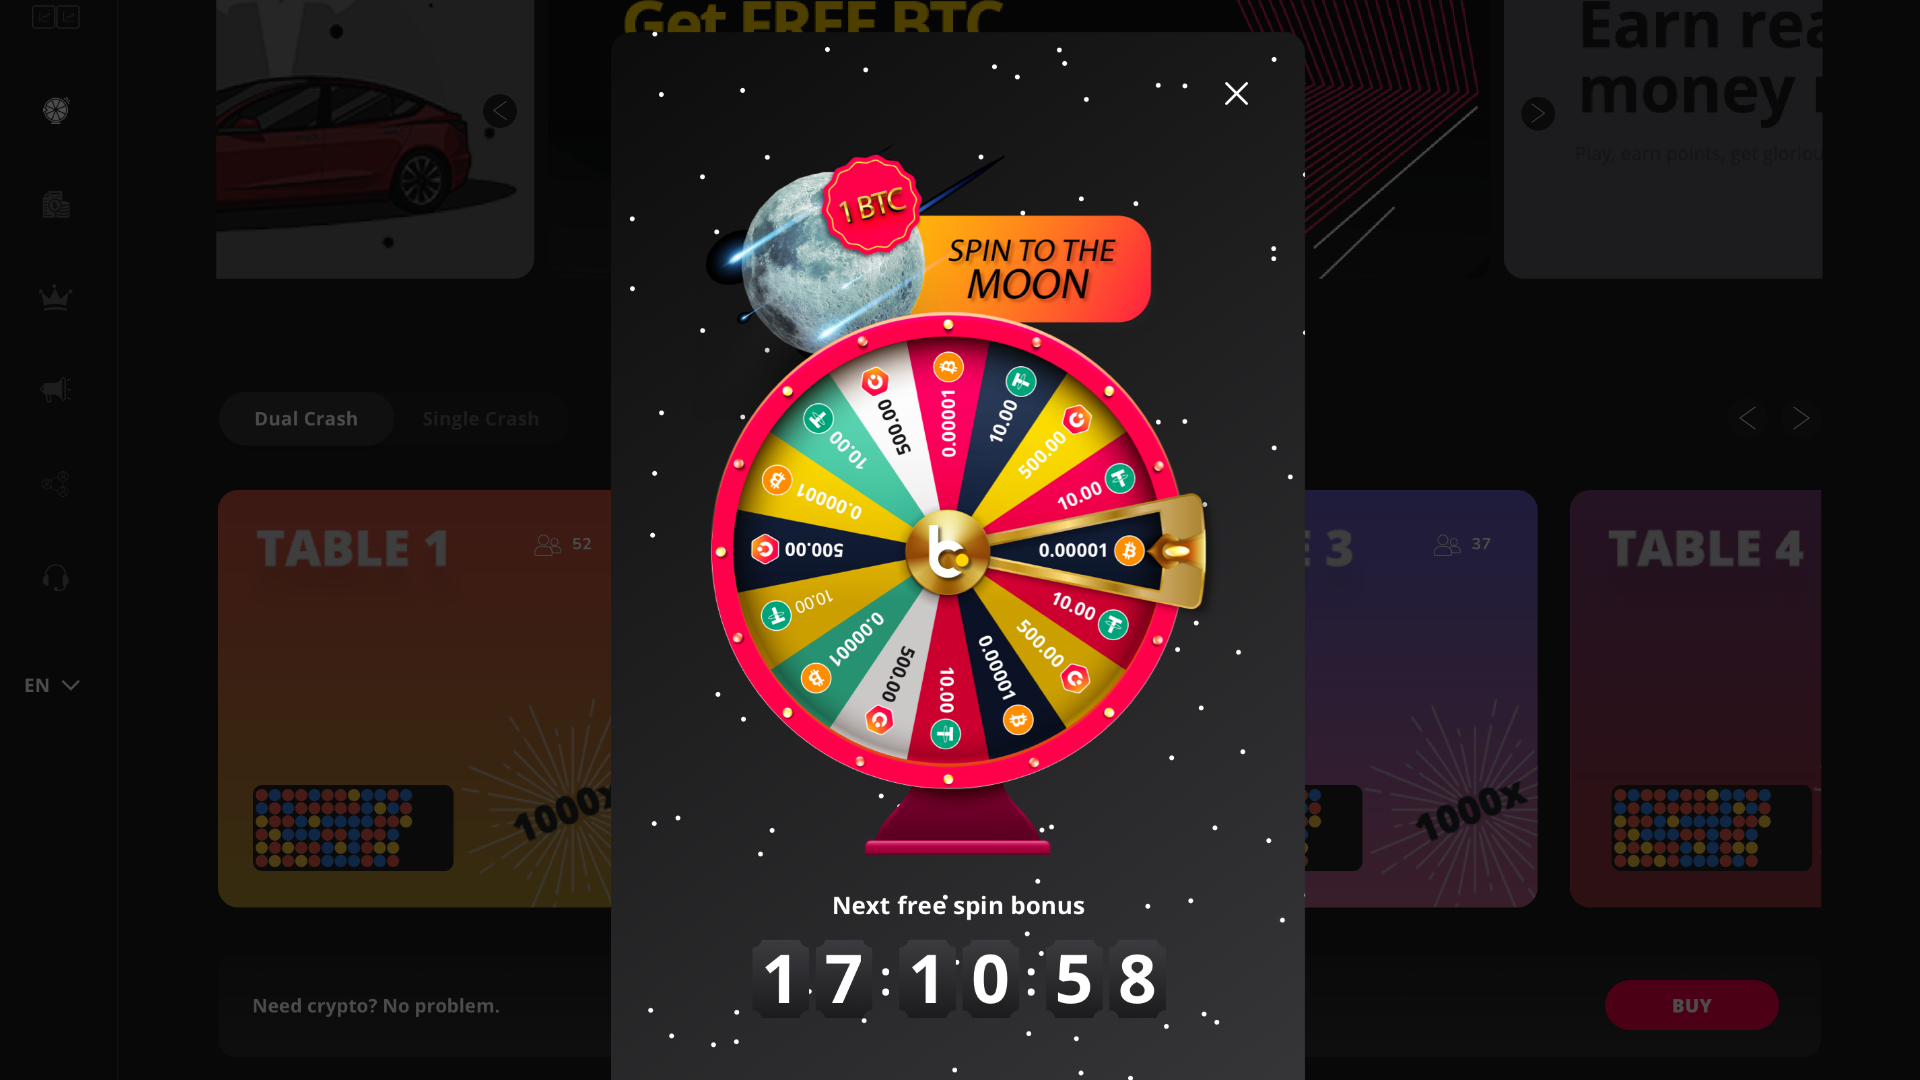 Get FREE BTC
Earn rea
money
Play, earn points, get gloriou
1 BTC
SPIN TO THE
MOON
0.00001
10.00
500.00
10.00
0.00001
10.00
500.00
0.00001
10.00
500.00
0.00001
10.00
500.00
0.00001
10.00
500.00
b
Dual Crash
Single Crash
TABLE 1
52
1000x
3
37
1000x
TABLE 4
EN
Next free spin bonus
17:10:58
Need crypto? No problem.
BUY